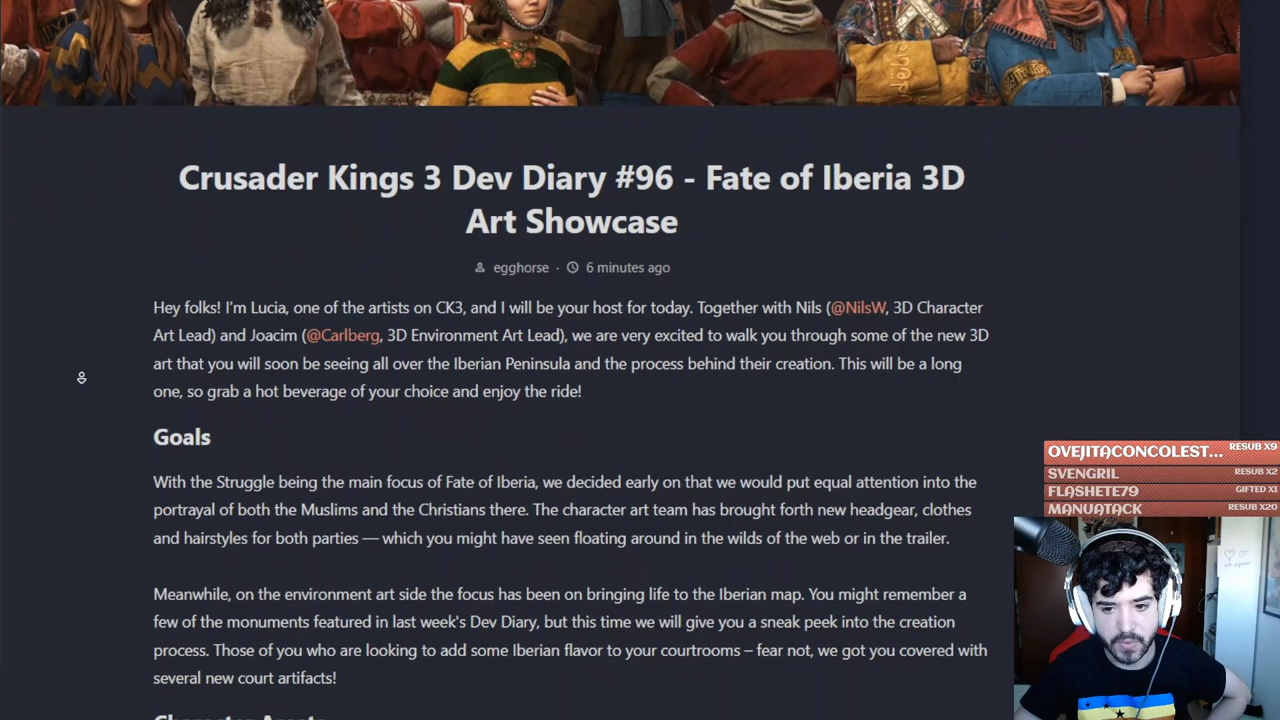 Crusader Kings 3 Dev Diary #96 - Fate of Iberia 3D
Art Showcase
egghorse · 6 minutes ago
Hey folks! I'm Lucia, one of the artists on CK3, and I will be your host for today. Together with Nils (@NilsW, 3D Character
Art Lead) and Joacim (@Carlberg, 3D Environment Art Lead), we are very excited to walk you through some of the new 3D
art that you will soon be seeing all over the Iberian Peninsula and the process behind their creation. This will be a long
one, so grab a hot beverage of your choice and enjoy the ride!
Goals
With the Struggle being the main focus of Fate of Iberia, we decided early on that we would put equal attention into the
portrayal of both the Muslims and the Christians there. The character art team has brought forth new headgear, clothes
and hairstyles for both parties — which you might have seen floating around in the wilds of the web or in the trailer.
Meanwhile, on the environment art side the focus has been on bringing life to the Iberian map. You might remember a
few of the monuments featured in last week's Dev Diary, but this time we will give you a sneak peek into the creation
process. Those of you who are looking to add some Iberian flavor to your courtrooms – fear not, we got you covered with
several new court artifacts!
Character Assets
OVEJITACONCOLEST... RESUB X9
SVENGRIL RESUB X2
FLASHETE79 GIFTED X1
MANUATACK RESUB X20